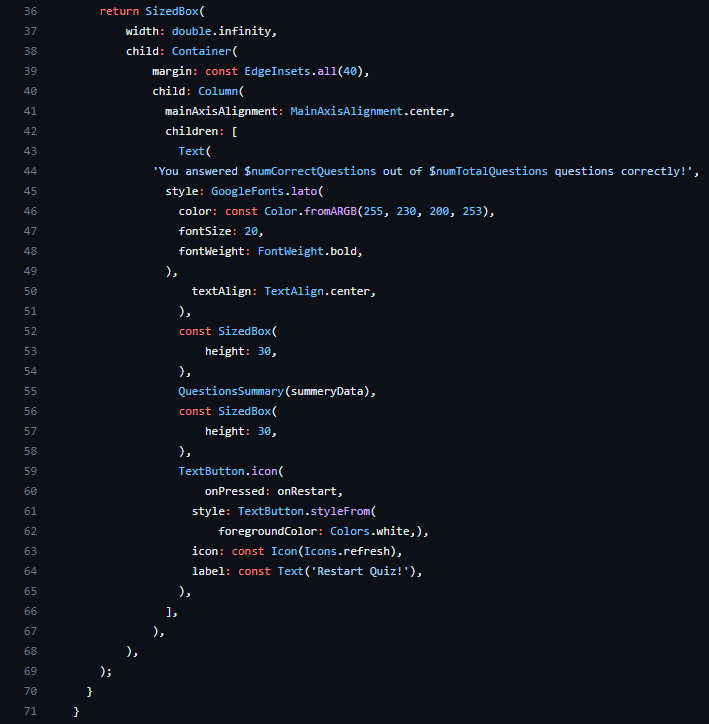 36 return SizedBox(
37 width: double.infinity,
38 child: Container(
39 margin: const EdgeInsets.all(40),
40 child: Column(
41 mainAxisAlignment: MainAxisAlignment.center,
42 children: [
43 Text(
44 'You answered $numCorrectQuestions out of $numTotalQuestions questions correctly!',
45 style: GoogleFonts.lato(
46 color: const Color.fromARGB(255, 230, 200, 253),
47 fontSize: 20,
48 fontWeight: FontWeight.bold,
49 ),
50 textAlign: TextAlign.center,
51 ),
52 const SizedBox(
53 height: 30,
54 ),
55 QuestionsSummary(summeryData),
56 const SizedBox(
57 height: 30,
58 ),
59 TextButton.icon(
60 onPressed: onRestart,
61 style: TextButton.styleFrom(
62 foregroundColor: Colors.white,),
63 icon: const Icon(Icons.refresh),
64 label: const Text('Restart Quiz!'),
65 ),
66 ],
67 ),
68 ),
69 );
70 }
71 }